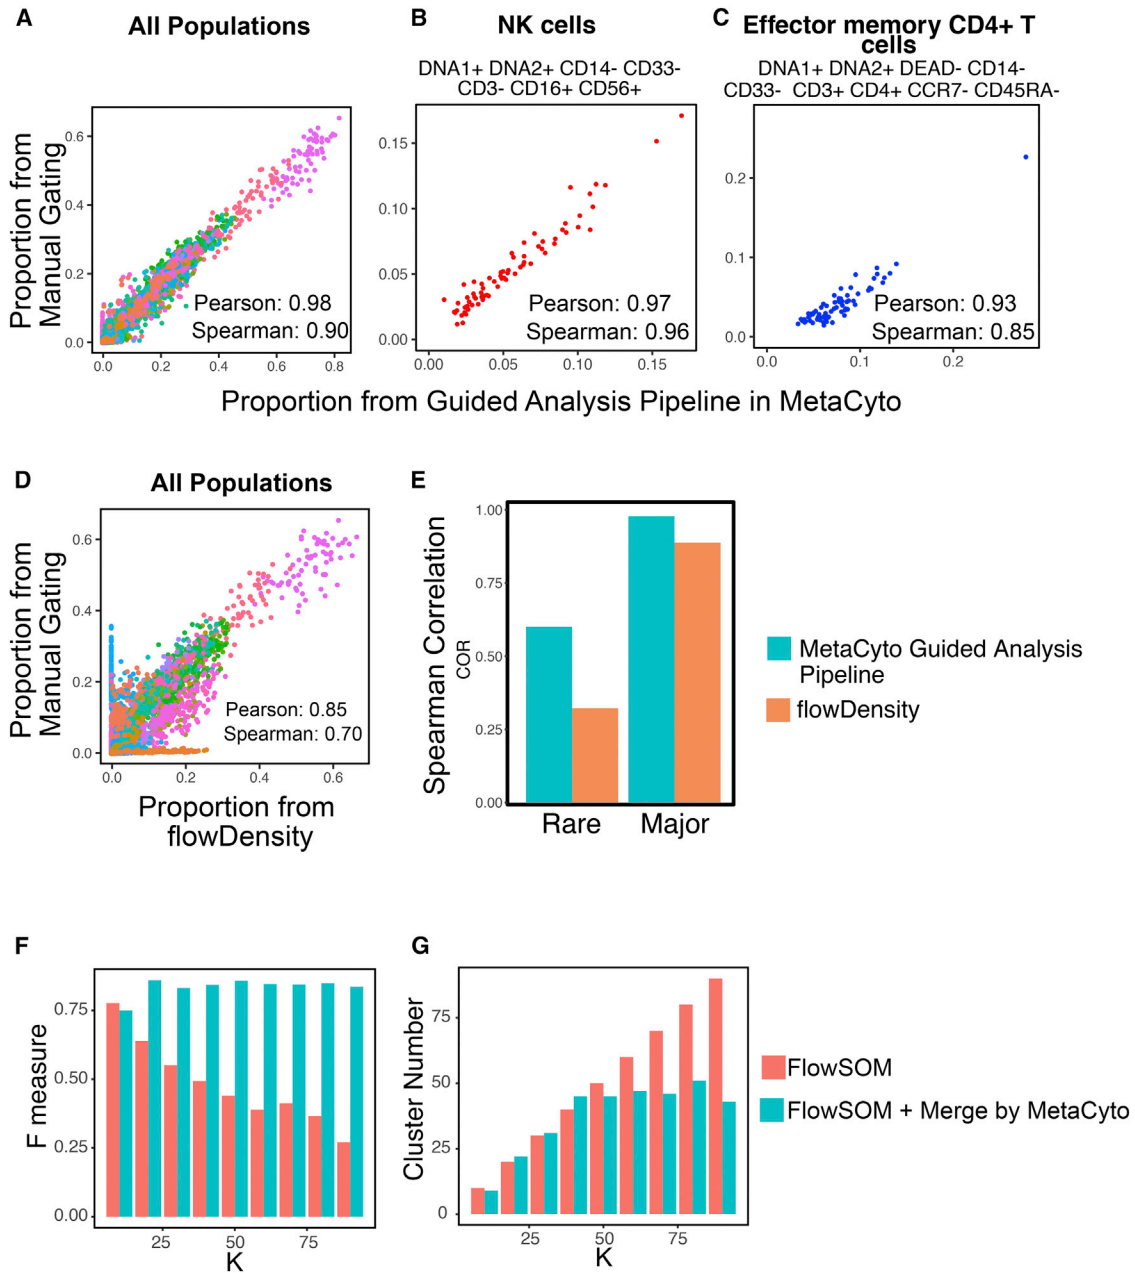 A
All Populations
Proportion from
Manual Gating
0.6
0.4
0.2
0.0
0.0 0.2 0.4 0.6 0.8
Pearson: 0.98
Spearman: 0.90
B
NK cells
DNA1+ DNA2+ CD14- CD33-
CD3- CD16+ CD56+
0.15
0.10
0.05
0.00
0.00 0.05 0.10 0.15
Pearson: 0.97
Spearman: 0.96
C
Effector memory CD4+ T
cells
DNA1+ DNA2+ DEAD- CD14-
CD33- CD3+ CD4+ CCR7- CD45RA-
0.2
0.1
0.0
0.0 0.1 0.2
Pearson: 0.93
Spearman: 0.85
Proportion from Guided Analysis Pipeline in MetaCyto
D
All Populations
Proportion from
Manual Gating
0.6
0.4
0.2
0.0
0.0 0.2 0.4 0.6
Pearson: 0.85
Spearman: 0.70
Proportion from
flowDensity
E
Spearman Correlation
COR
1.00
0.75
0.50
0.25
0.00
Rare Major
MetaCyto Guided Analysis
Pipeline
flowDensity
F
F measure
0.75
0.50
0.25
0.00
25 50 75
K
G
Cluster Number
75
50
25
0
25 50 75
K
FlowSOM
FlowSOM + Merge by MetaCyto